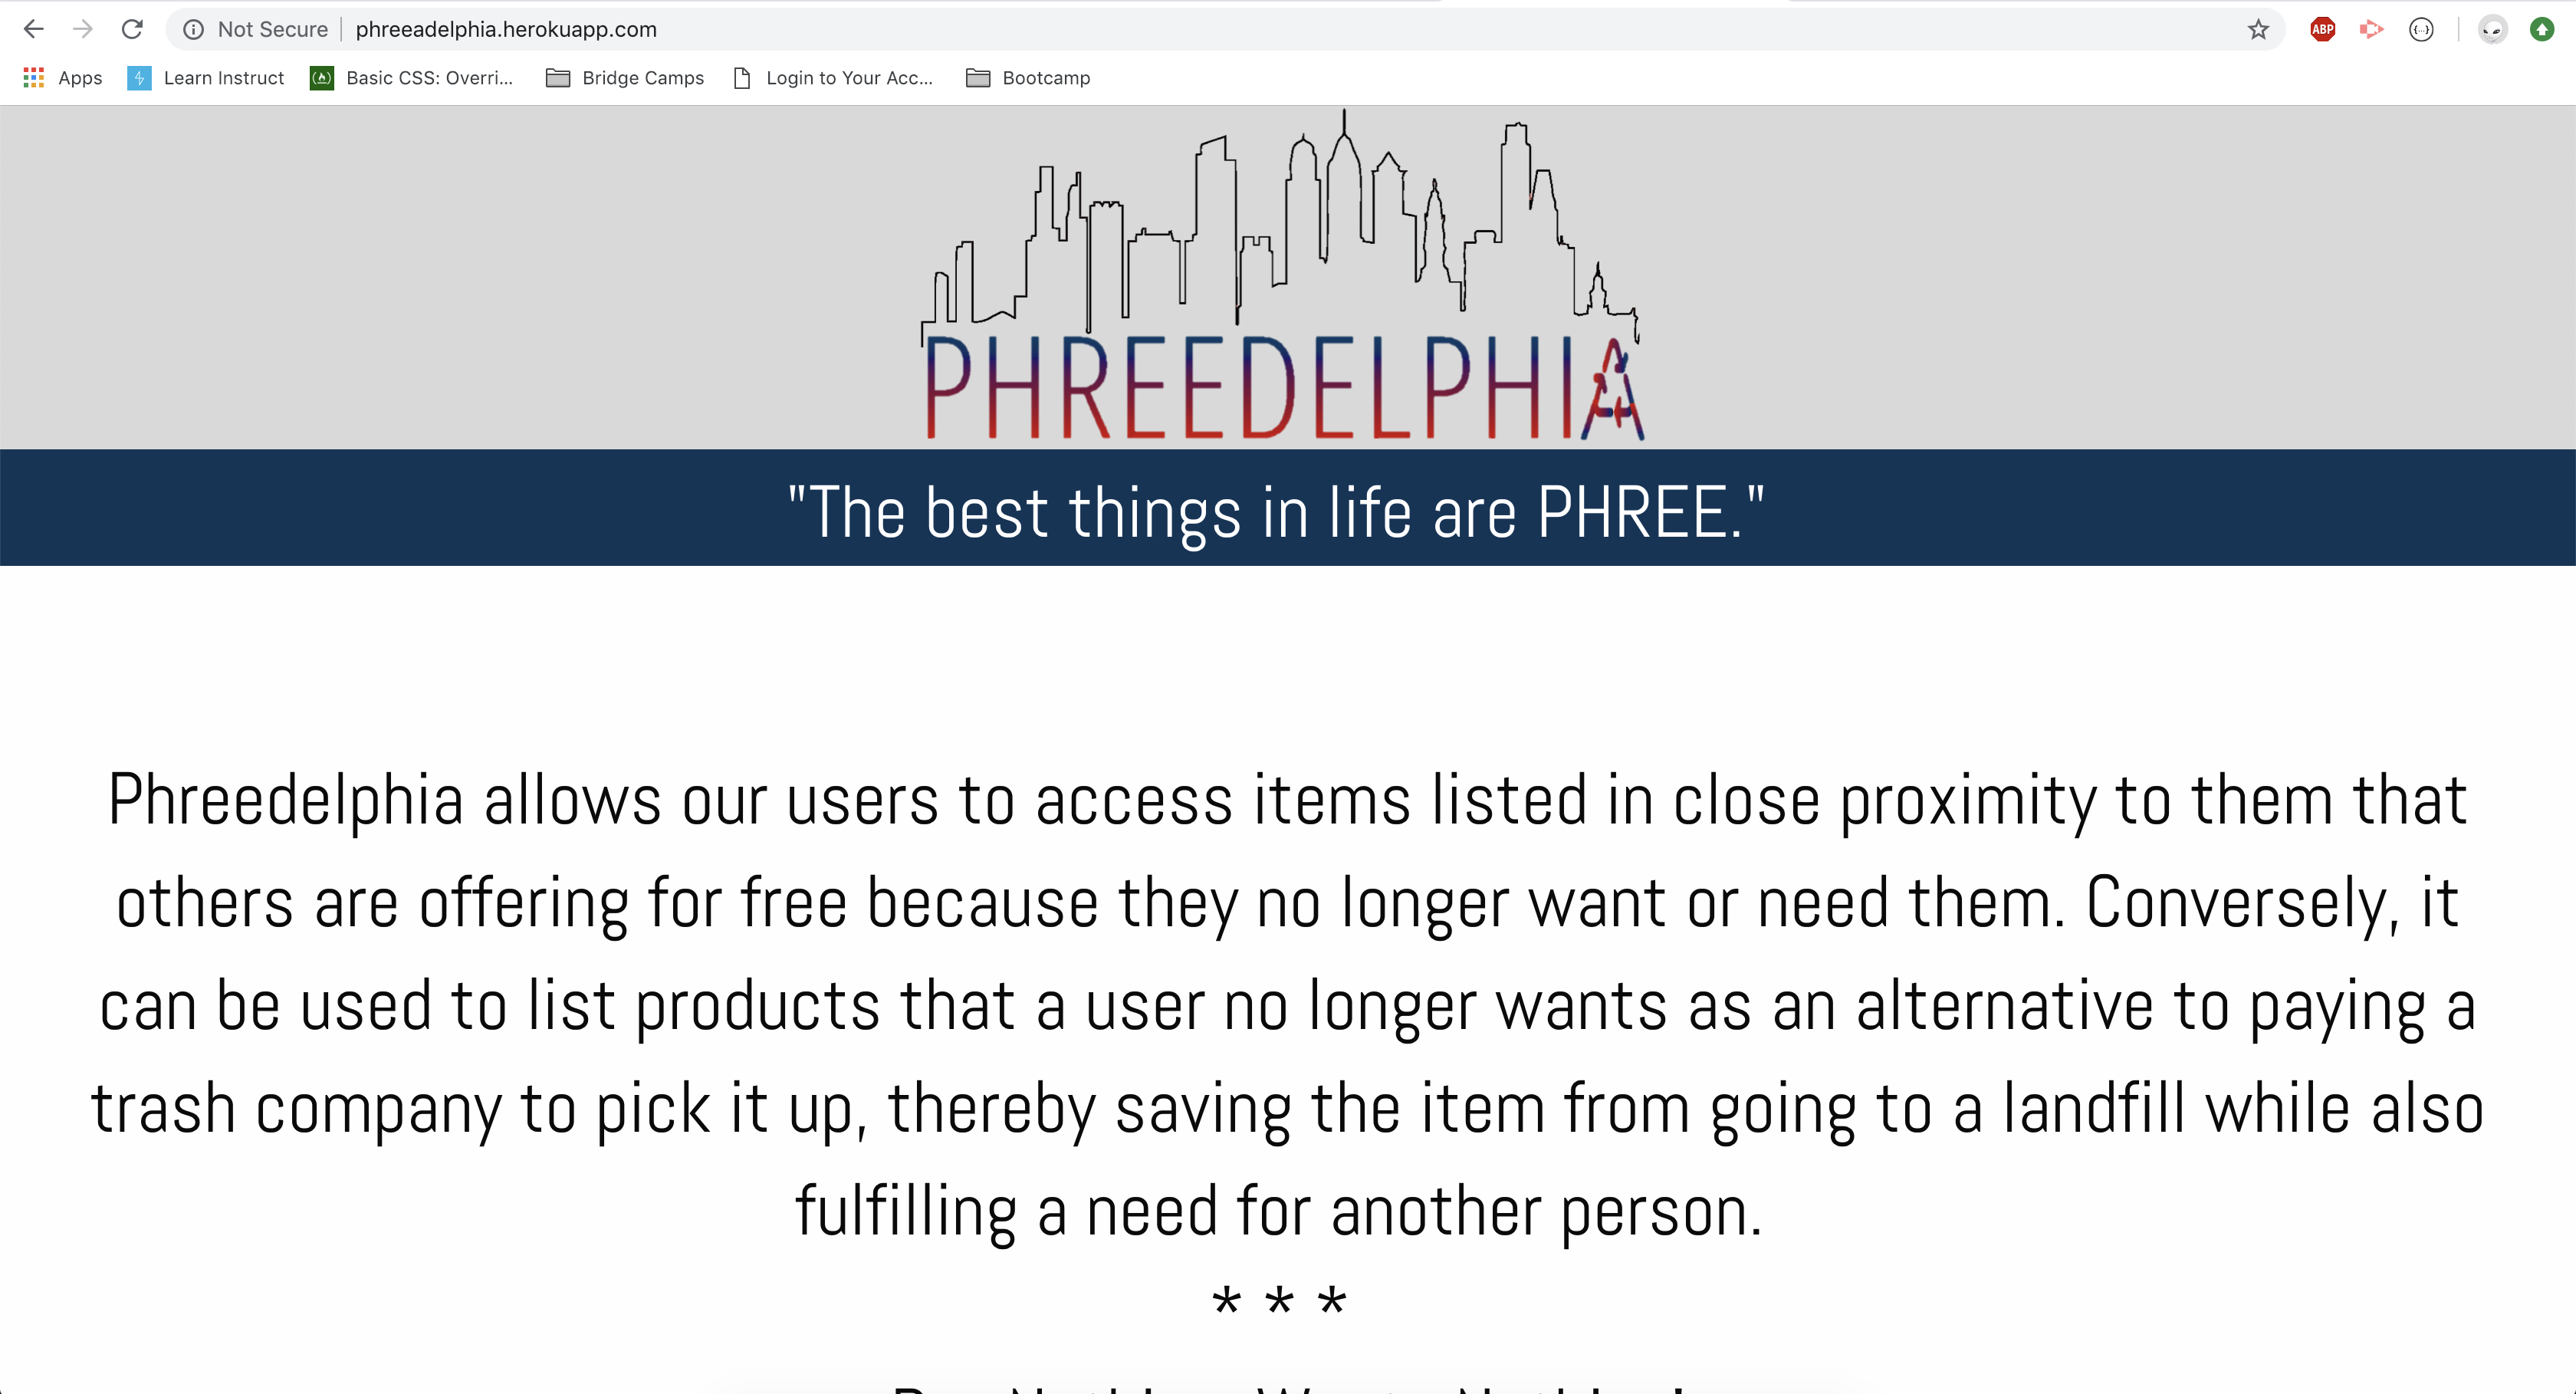 Not Secure phreeadelphia.herokuapp.com ABP
Apps Learn Instruct Basic CSS: Overri... Bridge Camps Login to Your Acc... Bootcamp
PHREEDELPHIA
"The best things in life are PHREE."
Phreedelphia allows our users to access items listed in close proximity to them that
others are offering for free because they no longer want or need them. Conversely, it
can be used to list products that a user no longer wants as an alternative to paying a
trash company to pick it up, thereby saving the item from going to a landfill while also
fulfilling a need for another person.
* * *